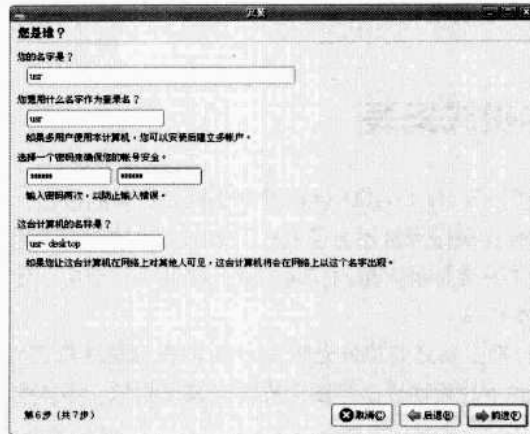 安装
您是谁？
您的名字是？
usr
您想用什么名字作为登录名？
usr
如果多用户使用本计算机，您可以安装后建立多帐户。
选择一个密码来确保您的帐号安全。
****** ******
输入密码两次，以防止输入错误。
这台计算机的名称是？
usr-desktop
如果您让这台计算机在网络上对其他人可见，这台计算机将会在网络上以这个名字出现。
第6步（共7步）
取消(C) 后退(B) 前进(F)